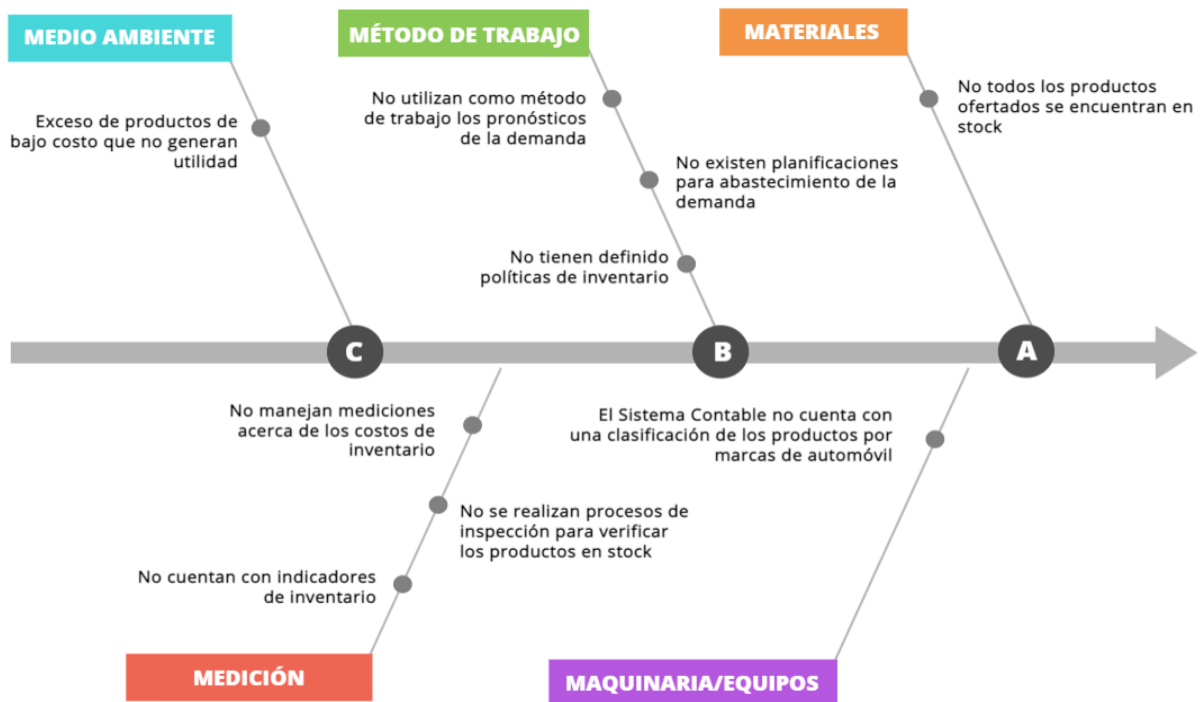 MEDIO AMBIENTE
MÉTODO DE TRABAJO
MATERIALES
Exceso de productos de
bajo costo que no generan
utilidad
No utilizan como método
de trabajo los pronósticos
de la demanda
No existen planificaciones
para abastecimiento de la
demanda
No tienen definido
políticas de inventario
No todos los productos
ofertados se encuentran en
stock
C
B
A
No manejan mediciones
acerca de los costos de
inventario
No se realizan procesos de
inspección para verificar
los productos en stock
No cuentan con indicadores
de inventario
El Sistema Contable no cuenta con
una clasificación de los productos por
marcas de automóvil
MEDICIÓN
MAQUINARIA/EQUIPOS